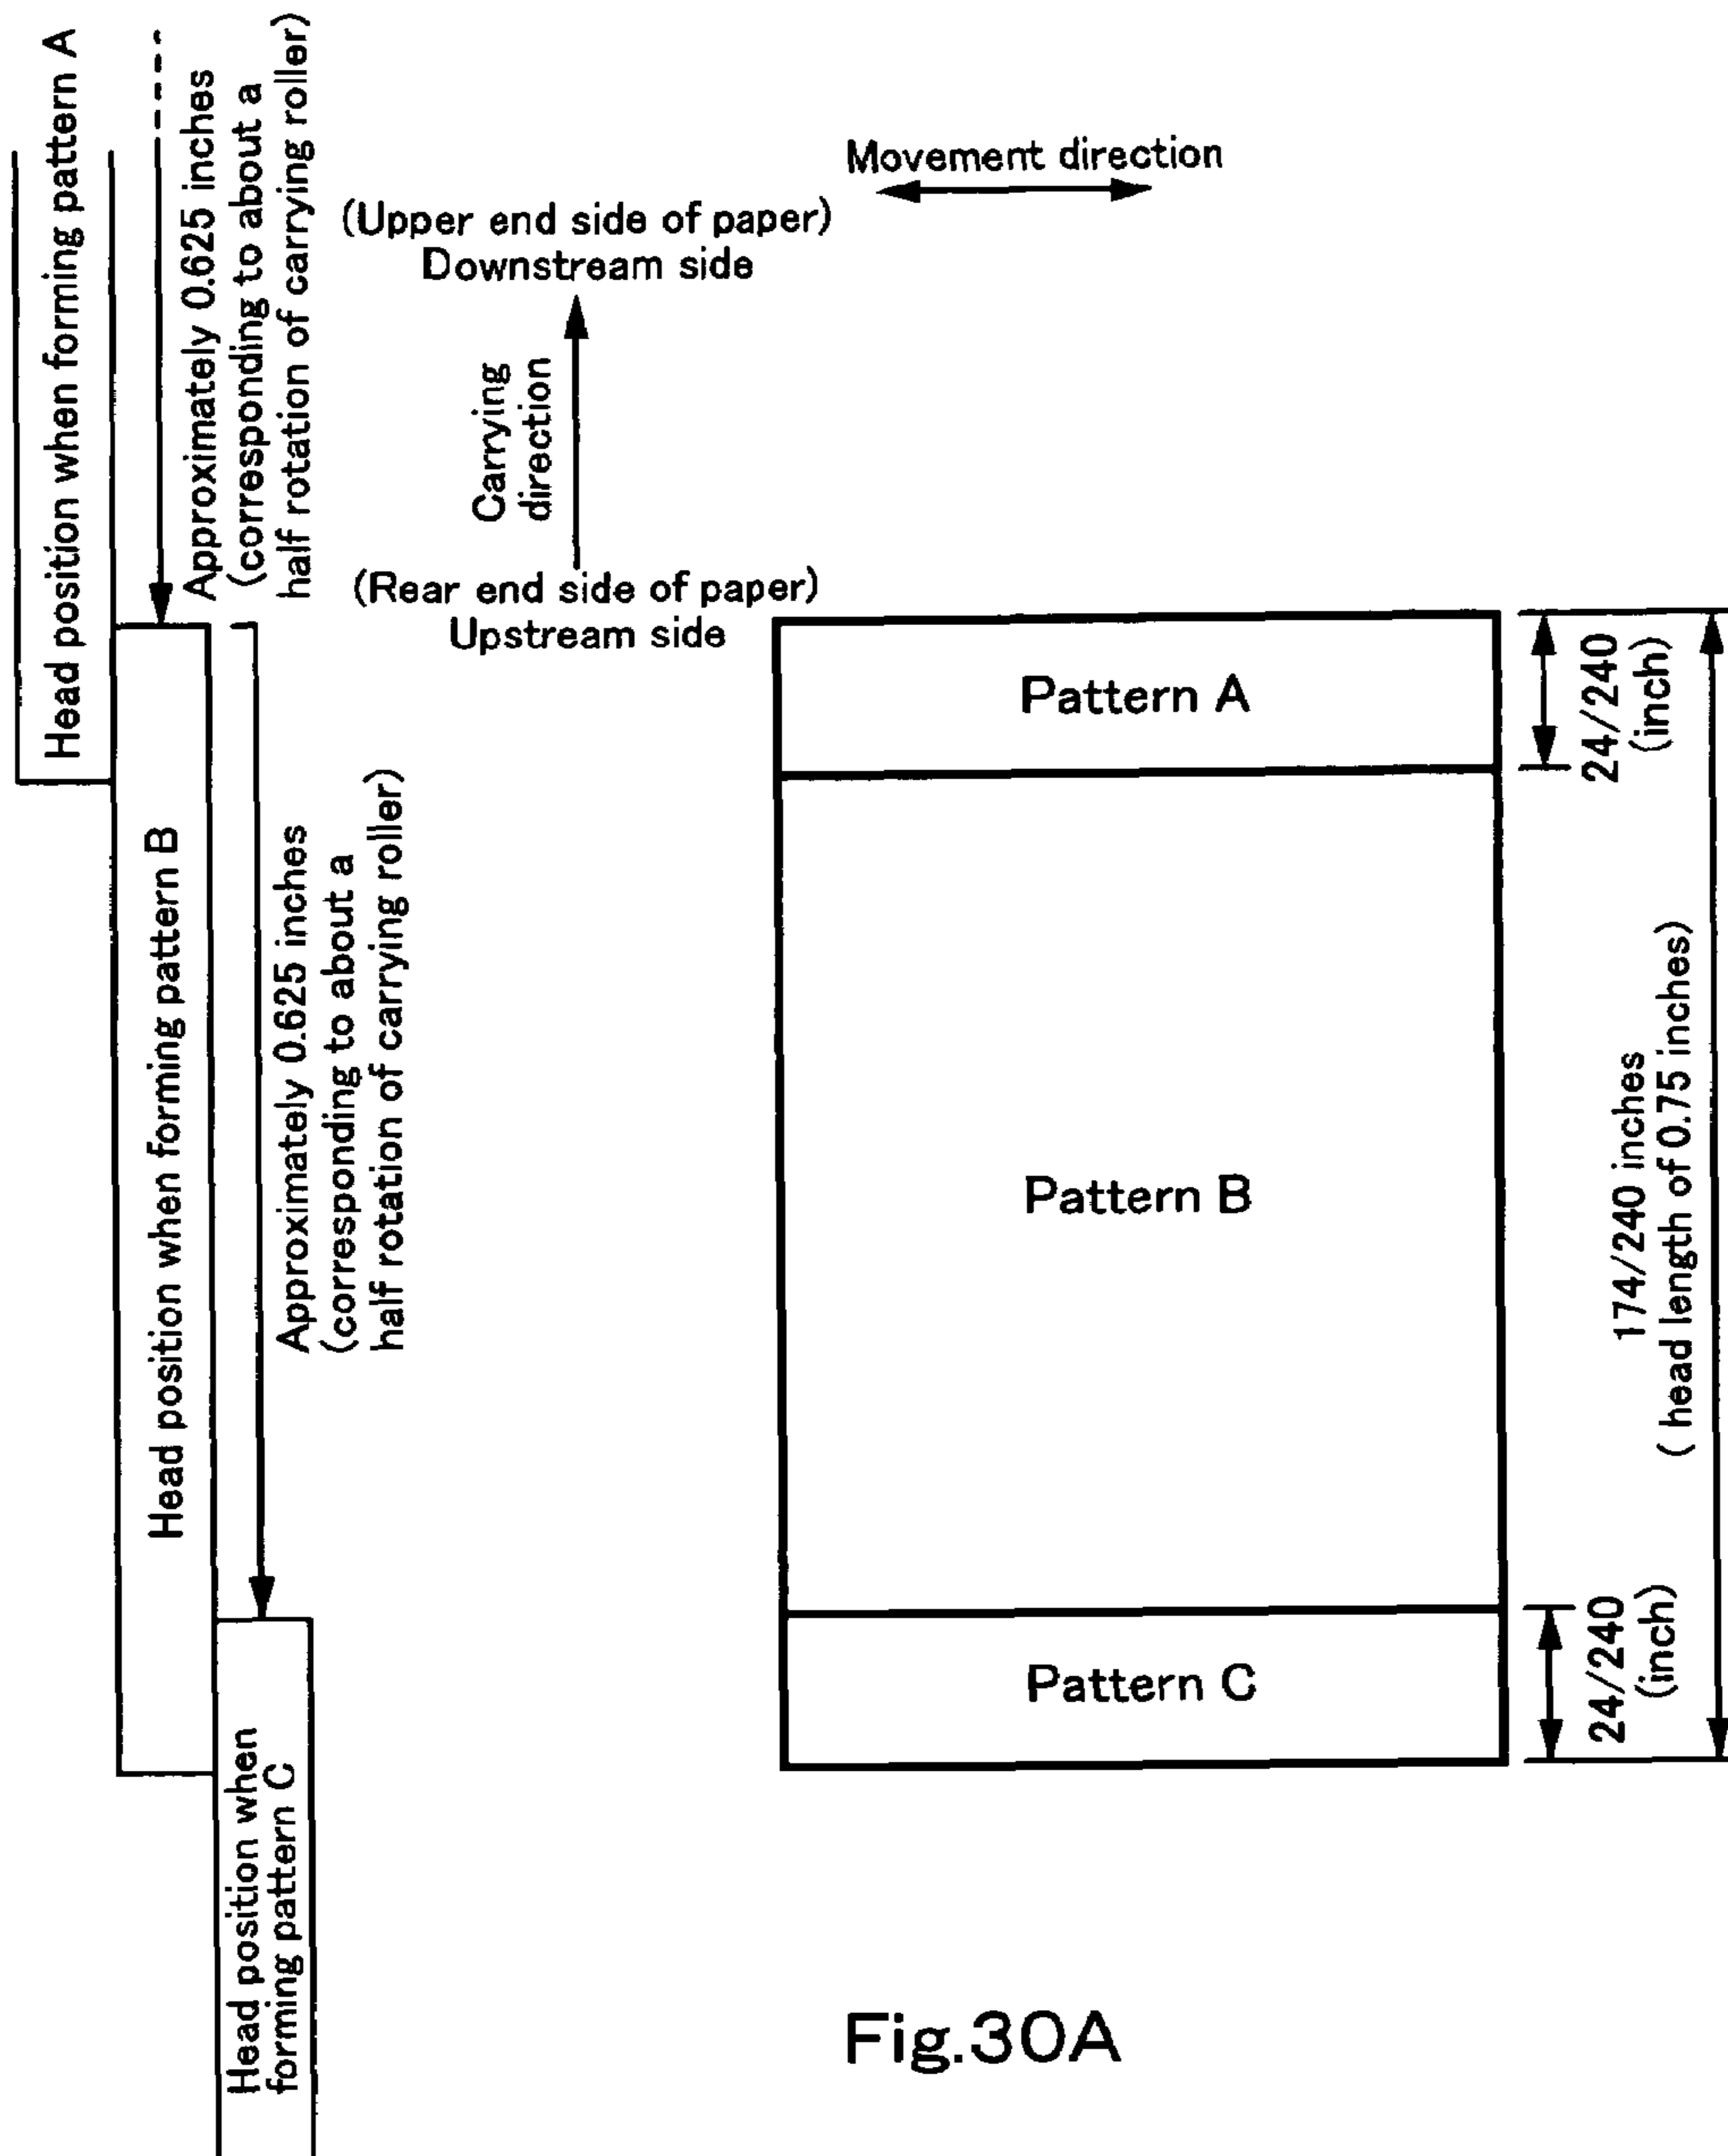 Head position when forming pattern A
Approximately 0.625 inches
(corresponding to about a
half rotation of carrying roller)
Movement direction
(Upper end side of paper)
Downstream side
Carrying
direction
(Rear end side of paper)
Upstream side
Head position when forming pattern B
Approximately 0.625 inches
(corresponding to about a
half rotation of carrying roller)
Head position when
forming pattern C
Pattern A
Pattern B
Pattern C
24/240
(inch)
174/240 inches
( head length of 0.75 inches)
24/240
(inch)
Fig.30A